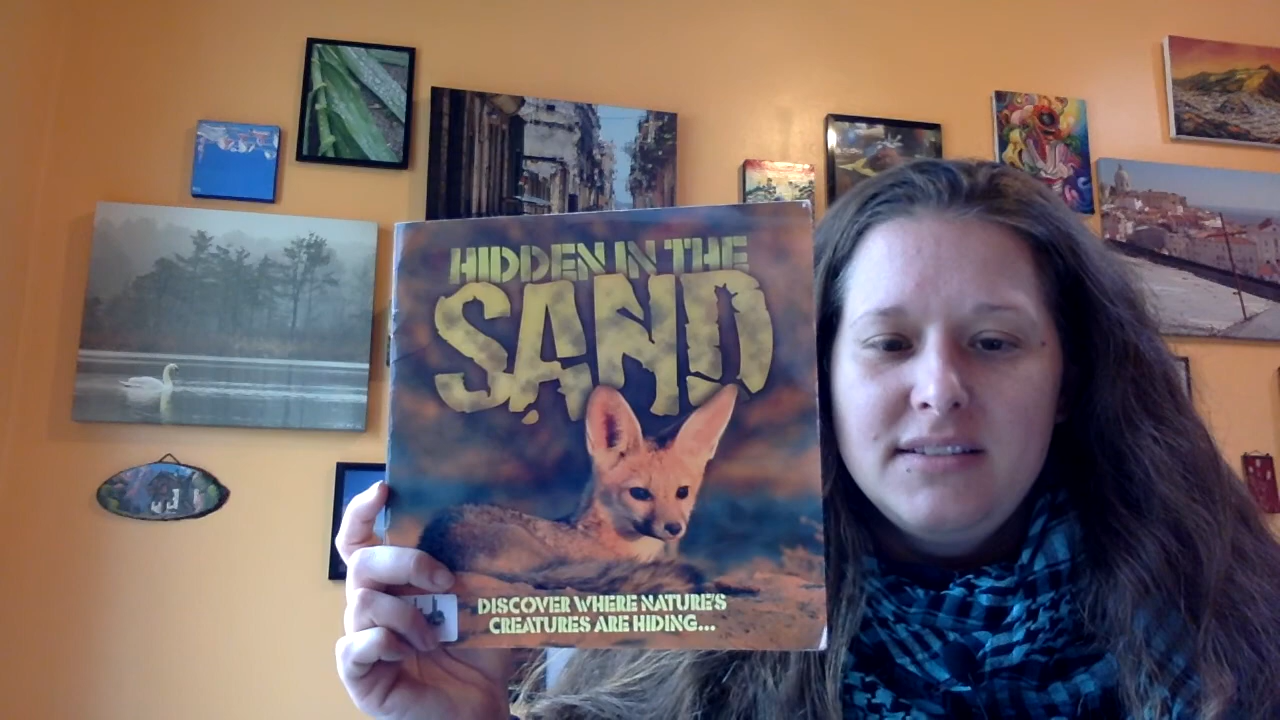 HIDDEN IN THE
SAND
DISCOVER WHERE NATURE'S
CREATURES ARE HIDING...